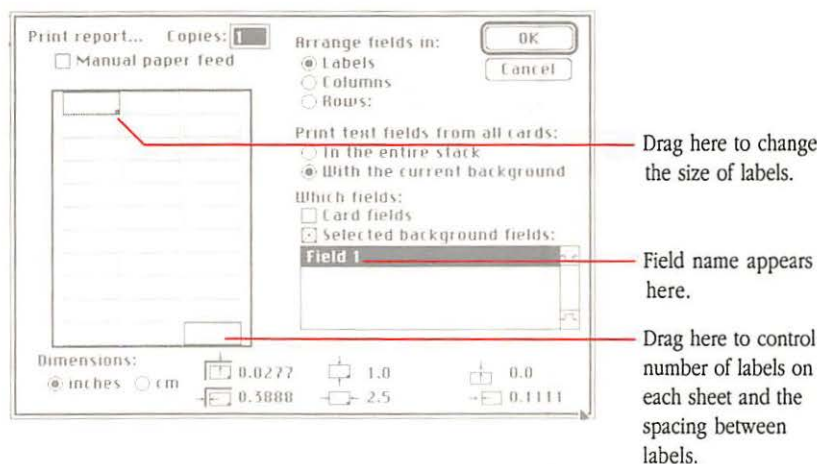 Print report... Copies: 1
Manual paper feed
Arrange fields in:
Labels
Columns
Rows:
OK
Cancel
Print text fields from all cards:
In the entire stack
With the current background
Which fields:
Card fields
Selected background fields:
Field 1
Dimensions:
inches cm
0.0277 1.0 0.0
0.3888 2.5 0.1111
Drag here to change
the size of labels.
Field name appears
here.
Drag here to control
number of labels on
each sheet and the
spacing between
labels.